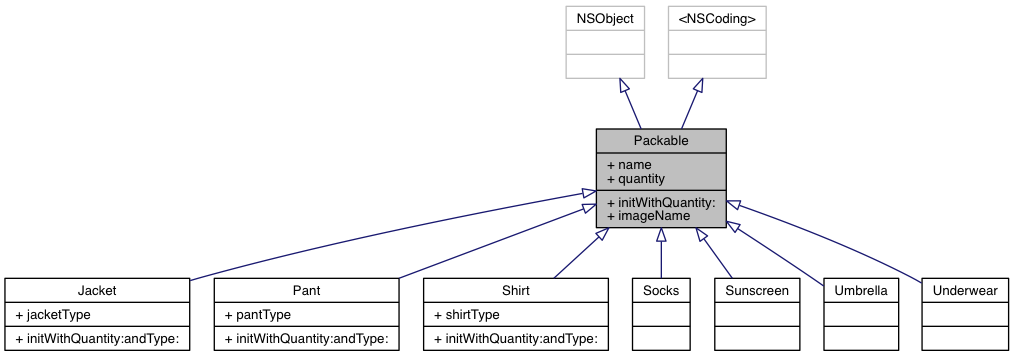 NSObject
<NSCoding>
Packable
+ name
+ quantity
+ initWithQuantity:
+ imageName
Jacket
+ jacketType
+ initWithQuantity:andType:
Pant
+ pantType
+ initWithQuantity:andType:
Shirt
+ shirtType
+ initWithQuantity:andType:
Socks
Sunscreen
Umbrella
Underwear